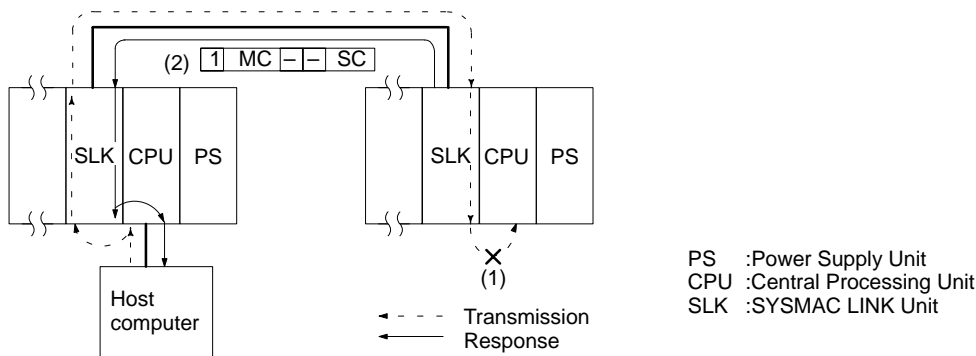 (2) 1 MC – – SC
SLK CPU PS
SLK CPU PS
(1)
Host
computer
Transmission
Response
PS :Power Supply Unit
CPU :Central Processing Unit
SLK :SYSMAC LINK Unit